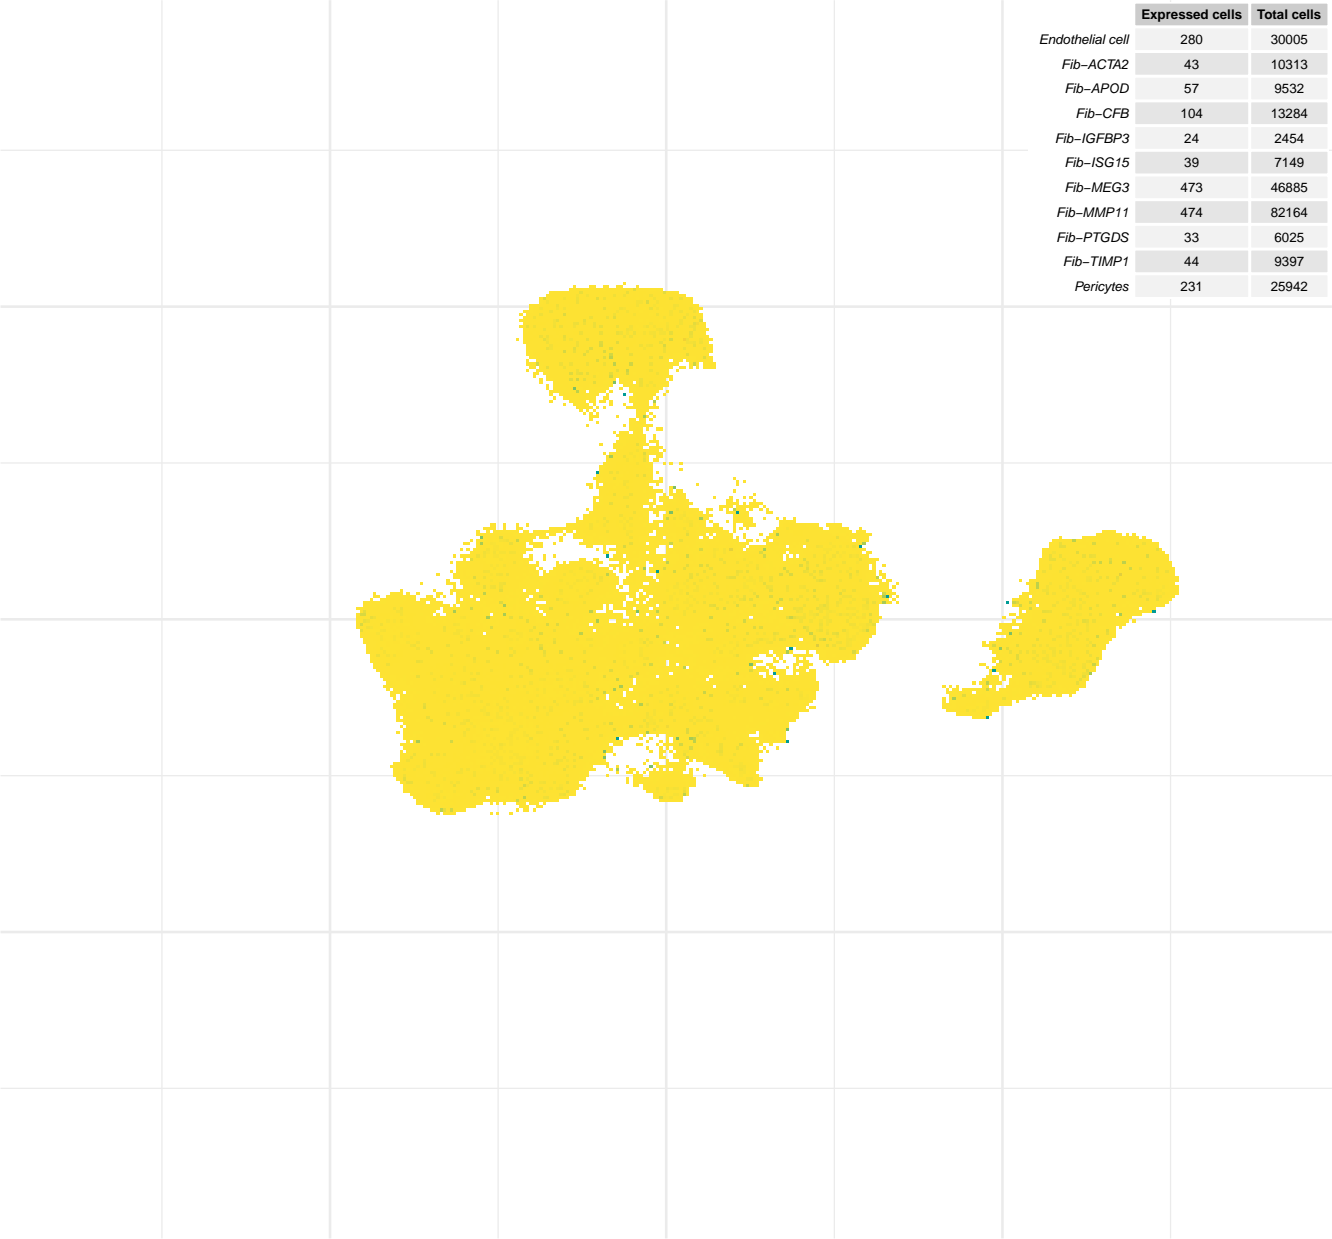 Expressed cells Total cells
Endothelial cell 280 30005
Fib−ACTA2 43 10313
Fib−APOD 57 9532
Fib−CFB 104 13284
Fib−IGFBP3 24 2454
Fib−ISG15 39 7149
Fib−MEG3 473 46885
Fib−MMP11 474 82164
Fib−PTGDS 33 6025
Fib−TIMP1 44 9397
Pericytes 231 25942